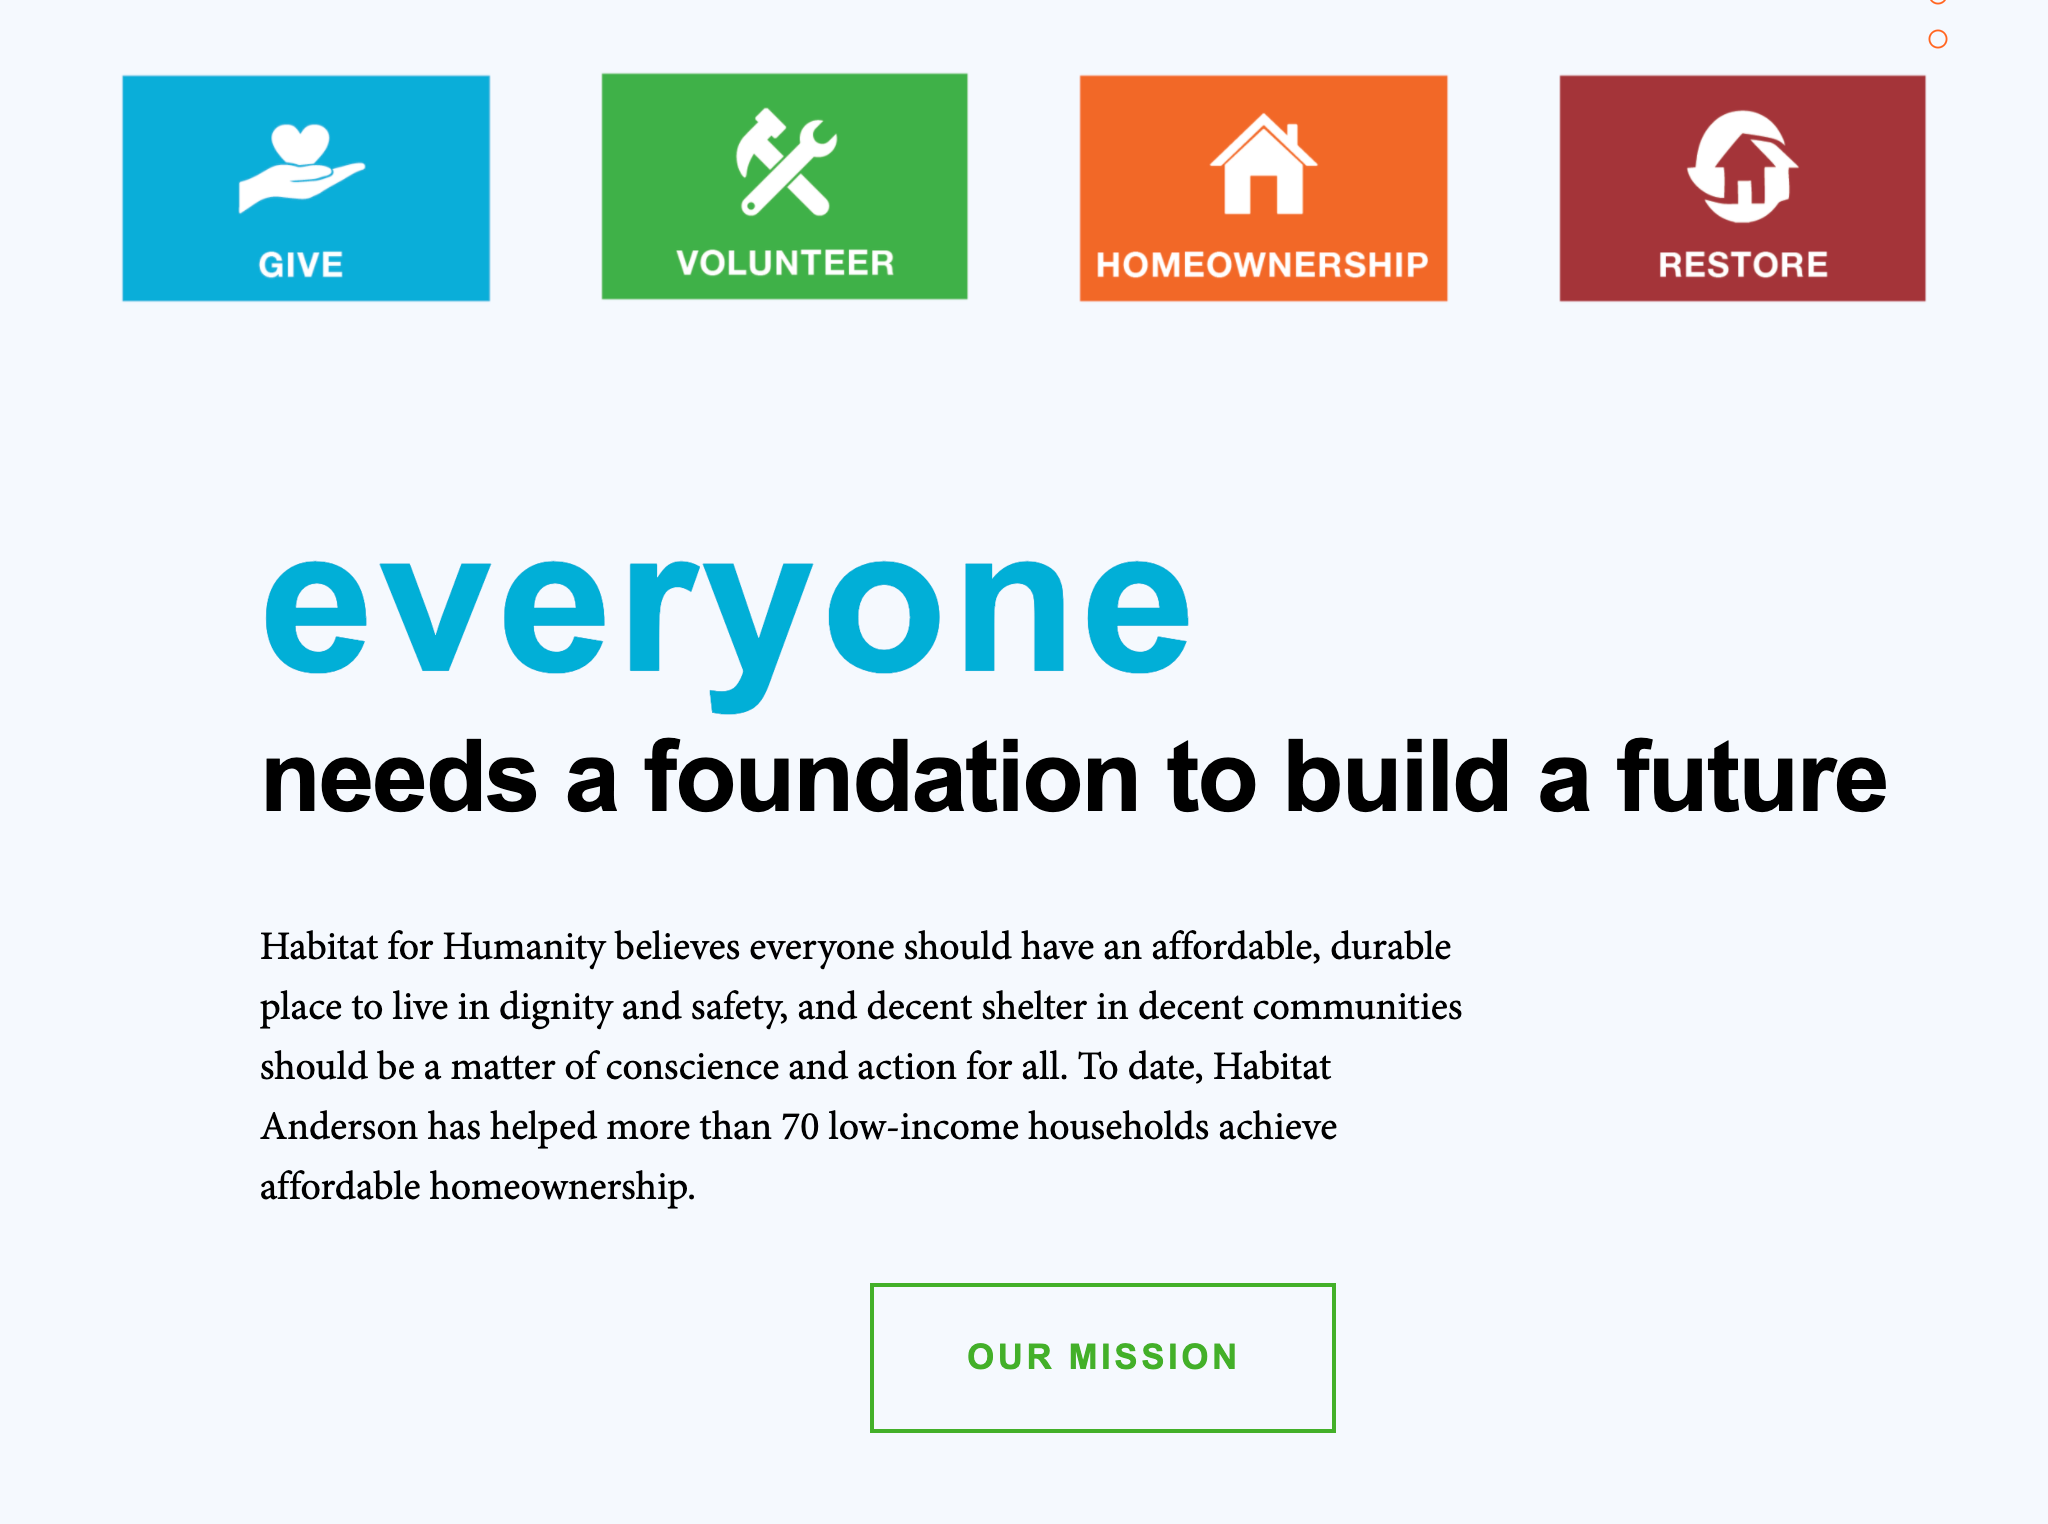 GIVE
VOLUNTEER
HOMEOWNERSHIP
RESTORE
everyone
needs a foundation to build a future
Habitat for Humanity believes everyone should have an affordable, durable
place to live in dignity and safety, and decent shelter in decent communities
should be a matter of conscience and action for all. To date, Habitat
Anderson has helped more than 70 low-income households achieve
affordable homeownership.
OUR MISSION